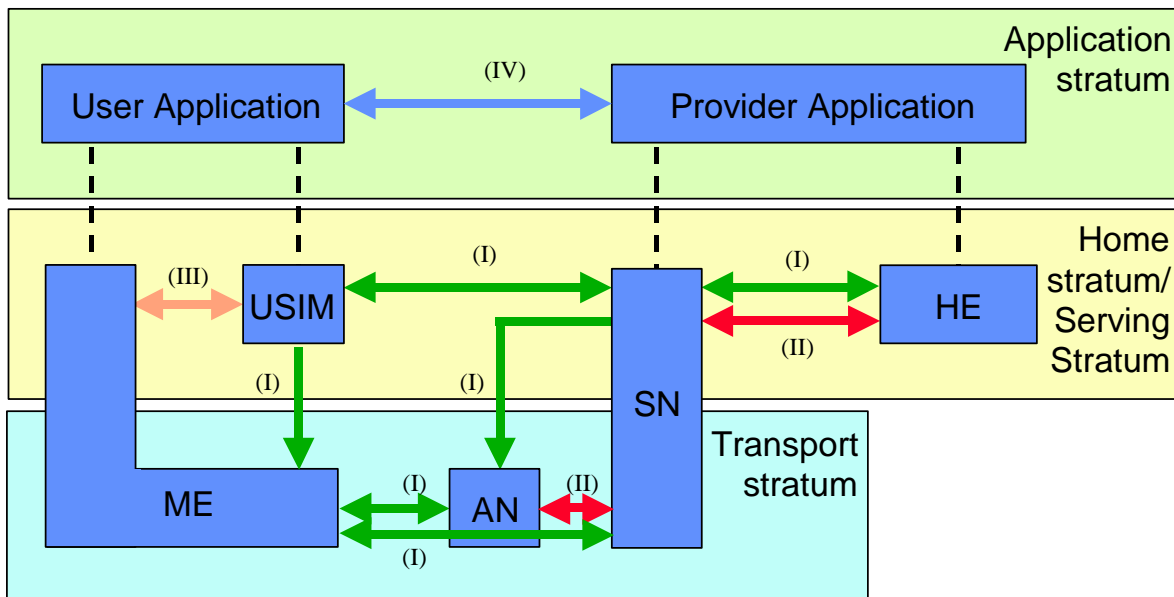 Application
stratum
(IV)
User Application
Provider Application
Home
stratum/
Serving
Stratum
(I)
(I)
(III)
USIM
HE
(II)
(I)
(I)
SN
Transport
stratum
ME
(I)
AN
(II)
(I)